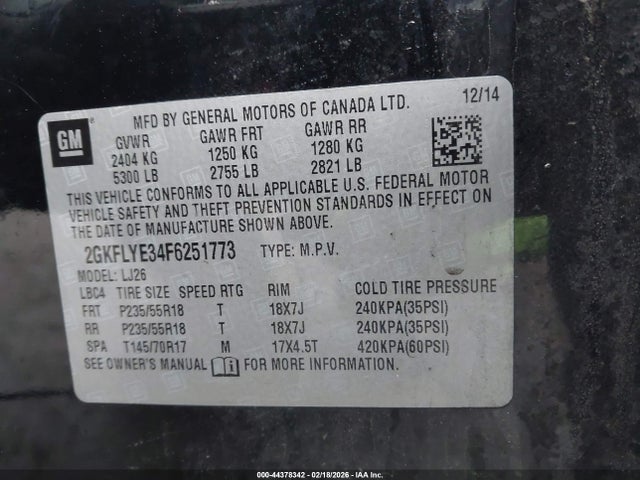 GM
MFD BY GENERAL MOTORS OF CANADA LTD. 12/14
GVWR GAWR FRT GAWR RR
2404 KG 1250 KG 1280 KG
5300 LB 2755 LB 2821 LB
THIS VEHICLE CONFORMS TO ALL APPLICABLE U.S. FEDERAL MOTOR
VEHICLE SAFETY AND THEFT PREVENTION STANDARDS IN EFFECT ON
THE DATE OF MANUFACTURE SHOWN ABOVE.
2GKFLYE34F6251773 TYPE: M.P.V.
MODEL: LJ26
LBC4 TIRE SIZE SPEED RTG RIM COLD TIRE PRESSURE
FRT P235/55R18 T 18X7J 240KPA(35PSI)
RR P235/55R18 T 18X7J 240KPA(35PSI)
SPA T145/70R17 M 17X4.5T 420KPA(60PSI)
SEE OWNER'S MANUAL FOR MORE INFORMATION.
000-44378342 - 02/18/2026 - IAA Inc.